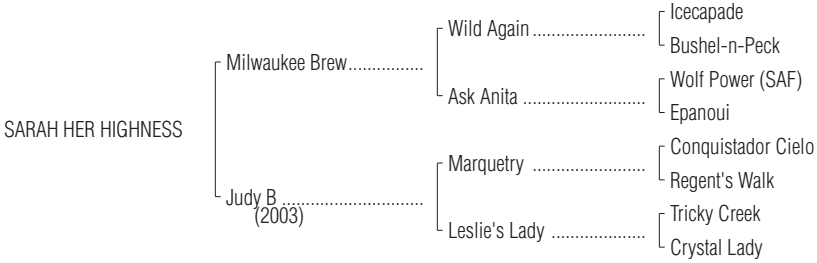 Icecapade
Wild Again
Bushel-n-Peck
Milwaukee Brew
Wolf Power (SAF)
Ask Anita
Epanoui
SARAH HER HIGHNESS
Conquistador Cielo
Marquetry
Regent's Walk
Judy B
(2003)
Tricky Creek
Leslie's Lady
Crystal Lady